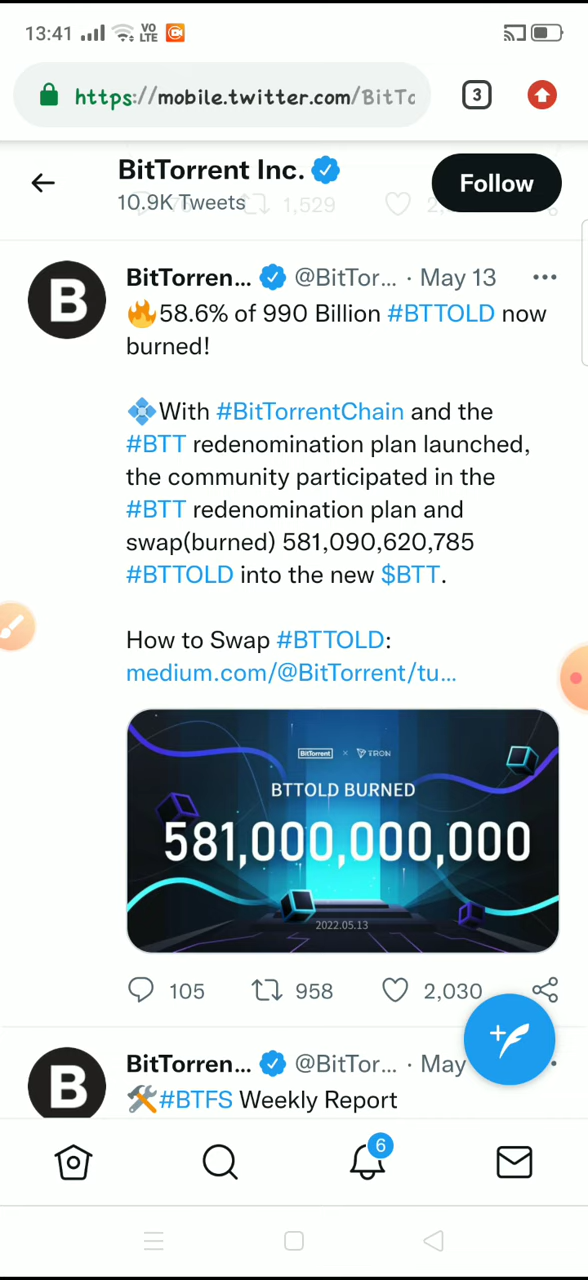 13:41 VO LTE
https://mobile.twitter.com/BitTo 3
BitTorrent Inc. Follow
10.9K Tweets 1,529
BitTorren... @BitTor... · May 13 ...
🔥58.6% of 990 Billion #BTTOLD now
burned!
💠With #BitTorrentChain and the
#BTT redenomination plan launched,
the community participated in the
#BTT redenomination plan and
swap(burned) 581,090,620,785
#BTTOLD into the new $BTT.
How to Swap #BTTOLD:
medium.com/@BitTorrent/tu...
BitTorrent × TRON
BTTOLD BURNED
581,000,000,000
2022.05.13
105 958 2,030
BitTorren... @BitTor... · May
🛠#BTFS Weekly Report
6